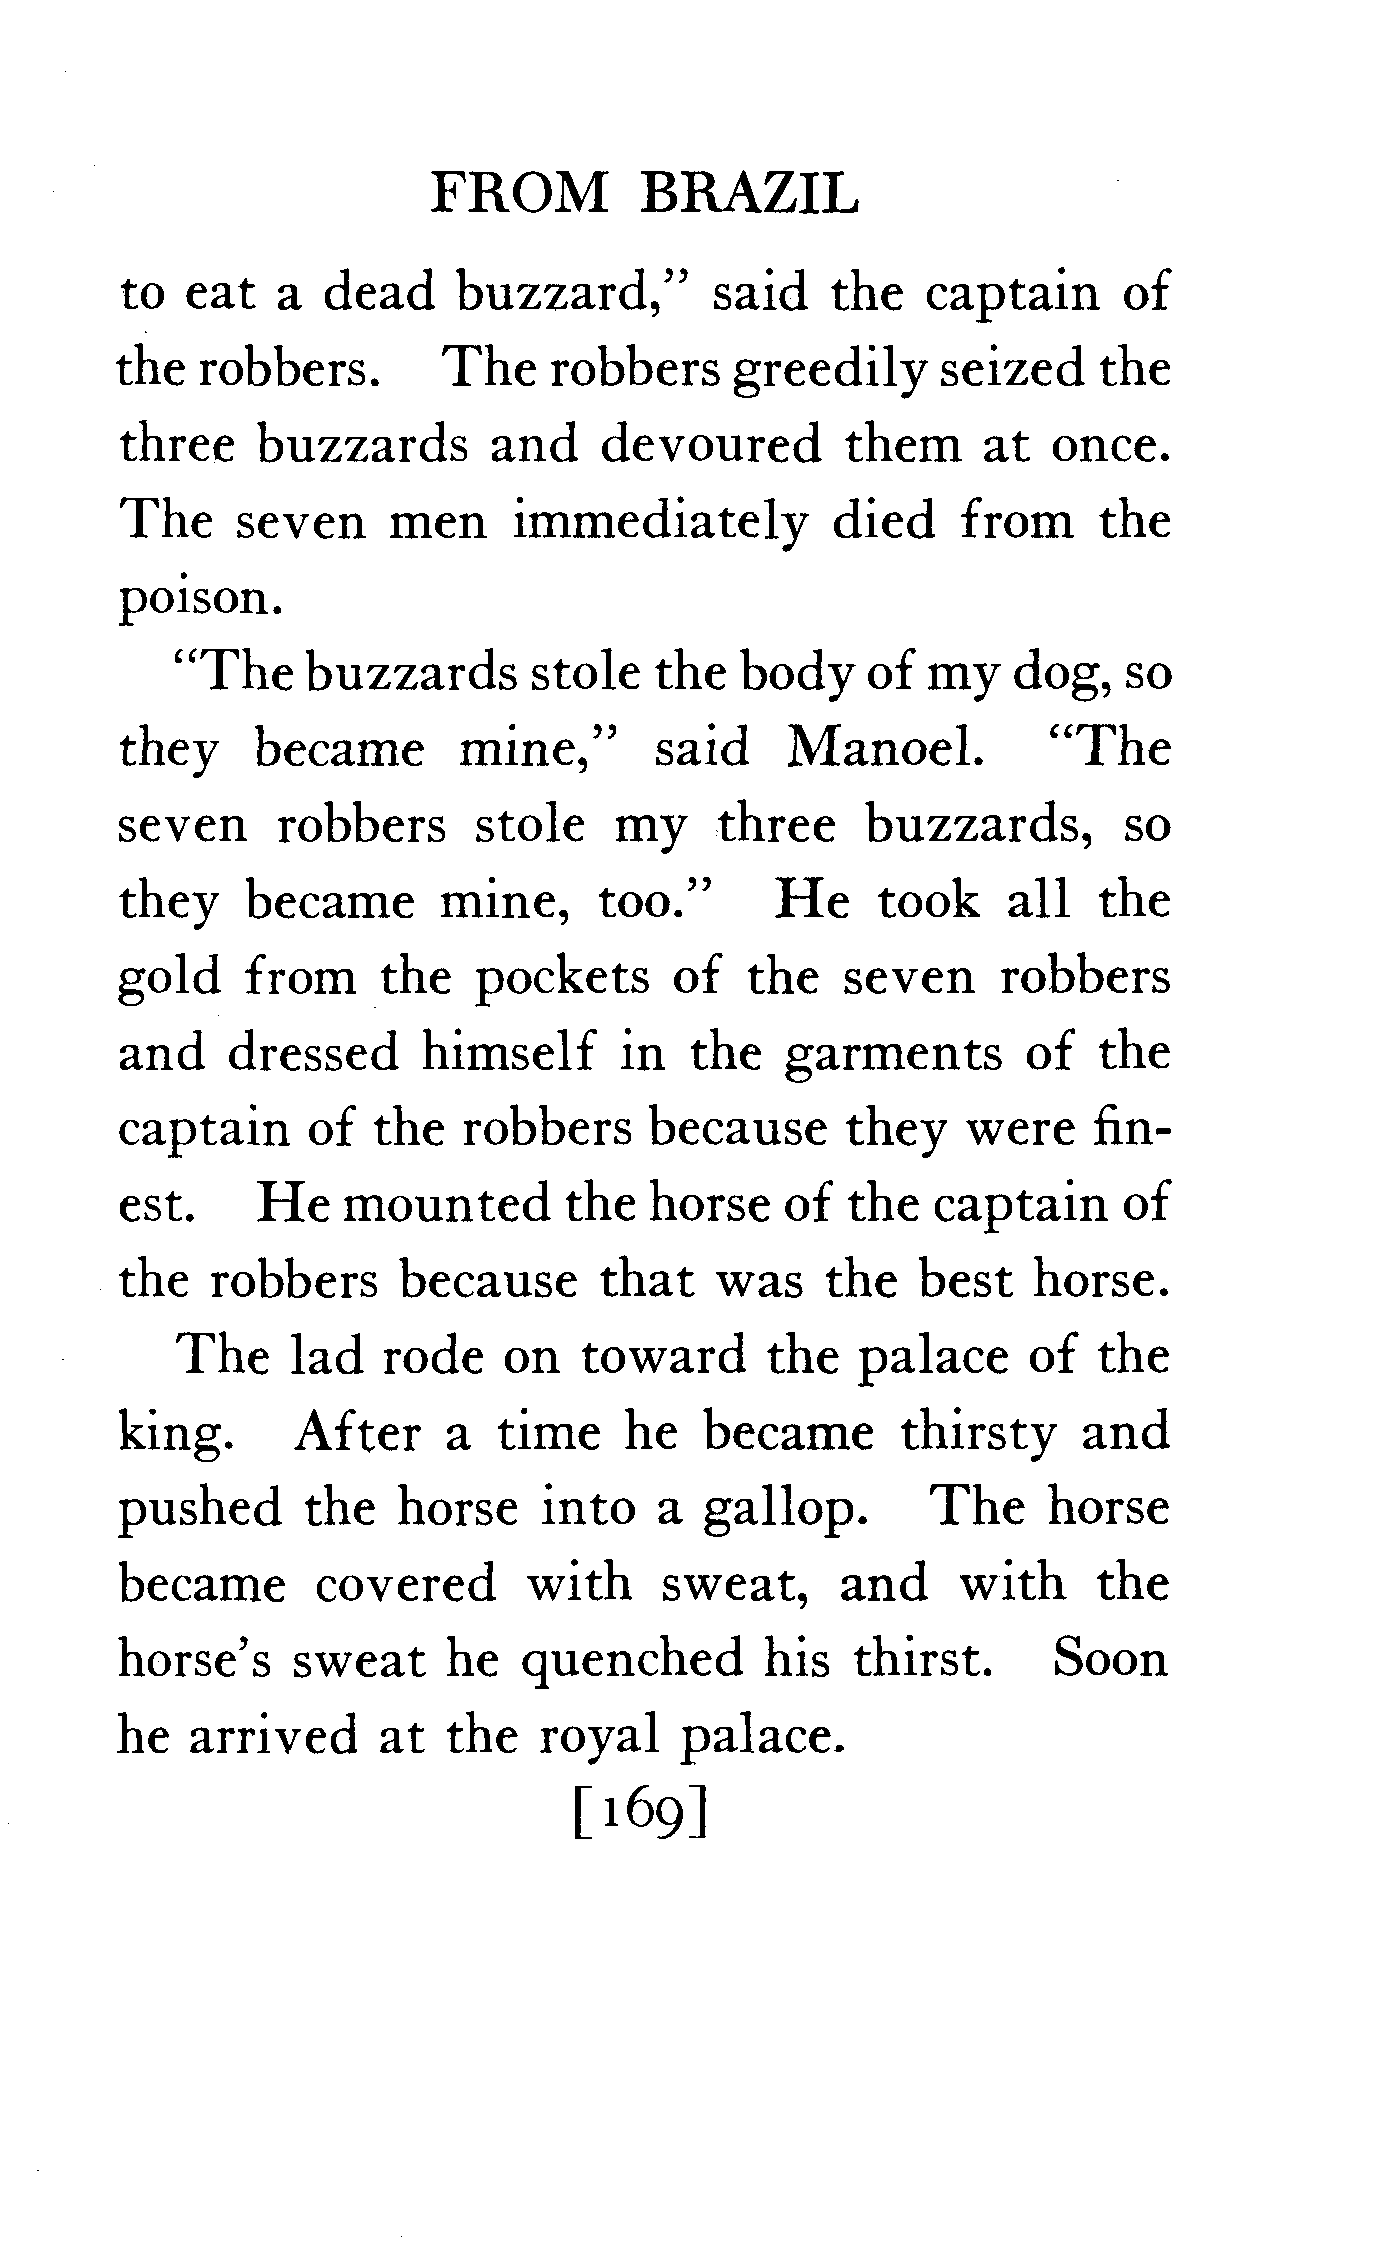 FROM BRAZIL
to eat a dead buzzard,” said the captain of
the robbers. The robbers greedily seized the
three buzzards and devoured them at once.
The seven men immediately died from the
poison.
“The buzzards stole the body of my dog, so
they became mine,” said Manoel. “The
seven robbers stole my three buzzards, so
they became mine, too.” He took all the
gold from the pockets of the seven robbers
and dressed himself in the garments of the
captain of the robbers because they were fin-
est. He mounted the horse of the captain of
the robbers because that was the best horse.
The lad rode on toward the palace of the
king. After a time he became thirsty and
pushed the horse into a gallop. The horse
became covered with sweat, and with the
horse’s sweat he quenched his thirst. Soon
he arrived at the royal palace.
[169]